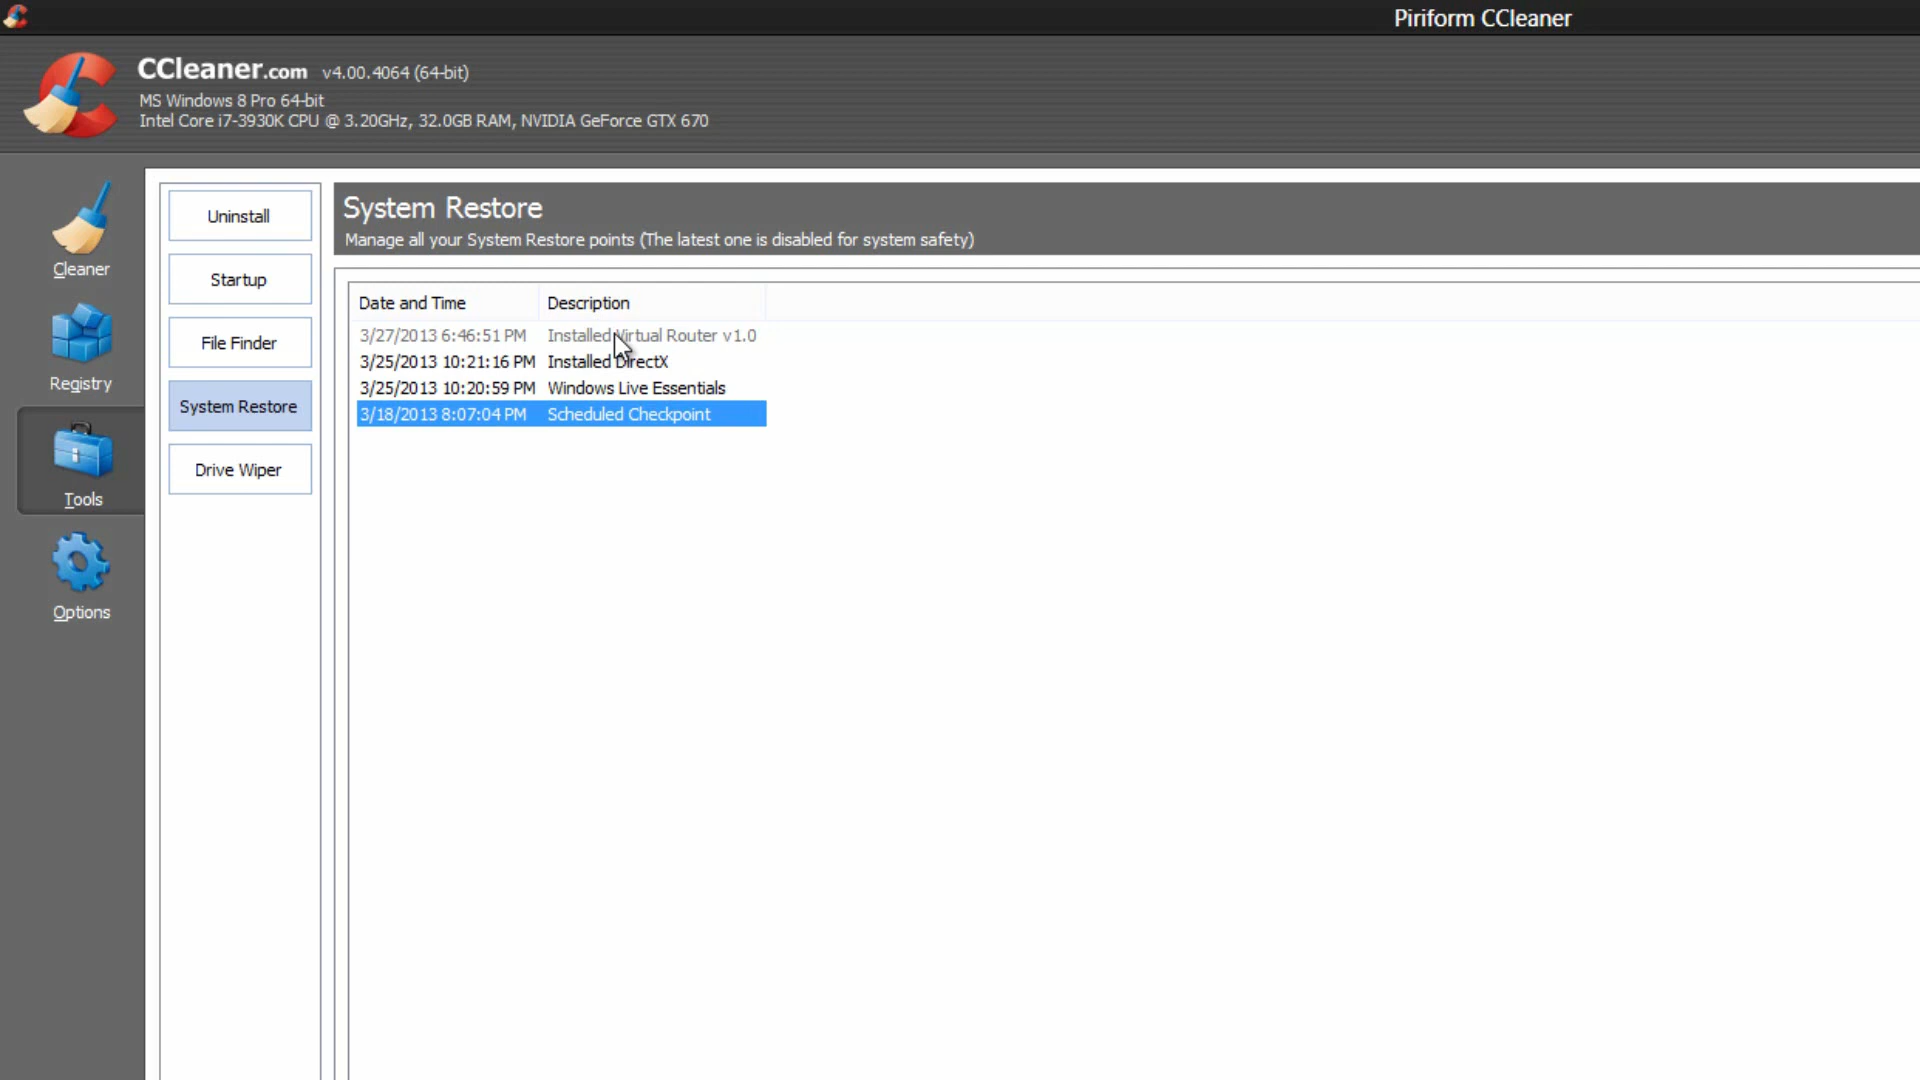 Piriform CCleaner
CCleaner.com v4.00.4064 (64-bit)
MS Windows 8 Pro 64-bit
Intel Core i7-3930K CPU @ 3.20GHz, 32.0GB RAM, NVIDIA GeForce GTX 670
Cleaner
Registry
Tools
Options
Uninstall
Startup
File Finder
System Restore
Drive Wiper
System Restore
Manage all your System Restore points (The latest one is disabled for system safety)
Date and Time Description
3/27/2013 6:46:51 PM Installed Virtual Router v1.0
3/25/2013 10:21:16 PM Installed DirectX
3/25/2013 10:20:59 PM Windows Live Essentials
3/18/2013 8:07:04 PM Scheduled Checkpoint